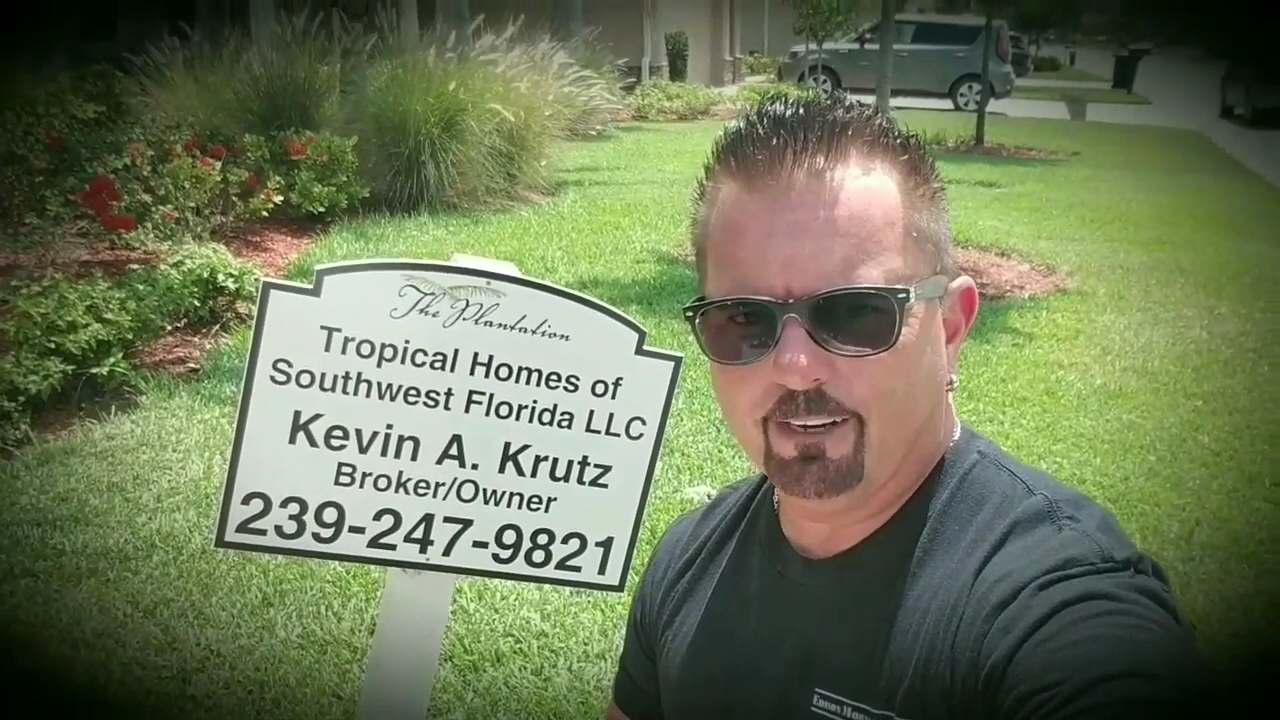 The Plantation
Tropical Homes of
Southwest Florida LLC
Kevin A. Krutz
Broker/Owner
239-247-9821